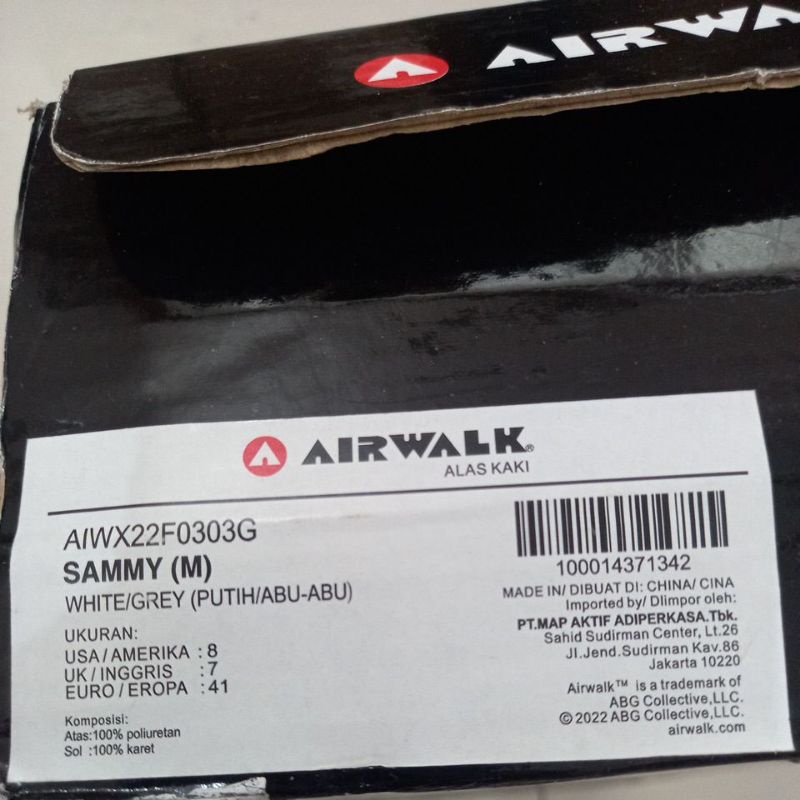 AIRWA
AIRWALK®
ALAS KAKI
AIWX22F0303G
SAMMY (M)
WHITE/GREY (PUTIH/ABU-ABU)
UKURAN:
USA/AMERIKA : 8
UK/INGGRIS : 7
EURO/EROPA : 41
Komposisi:
Atas:100% poliuretan
Sol :100% karet
100014371342
MADE IN/ DIBUAT DI: CHINA/ CINA
Imported by/ DIimpor oleh:
PT.MAP AKTIF ADIPERKASA.Tbk.
Sahid Sudirman Center, Lt.26
Jl.Jend.Sudirman Kav.86
Jakarta 10220
Airwalk™ is a trademark of
ABG Collective,LLC.
©2022 ABG Collective,LLC.
airwalk.com